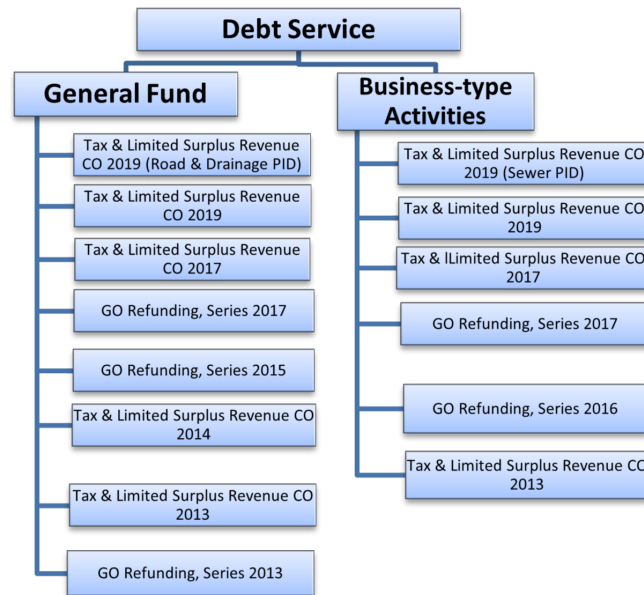 Debt Service
General Fund
Tax & Limited Surplus Revenue
CO 2019 (Road & Drainage PID)
Tax & Limited Surplus Revenue
CO 2019
Tax & Limited Surplus Revenue
CO 2017
GO Refunding, Series 2017
GO Refunding, Series 2015
Tax & Limited Surplus Revenue CO
2014
Tax & Limited Surplus Revenue CO
2013
GO Refunding, Series 2013
Business-type
Activities
Tax & Limited Surplus Revenue CO
2019 (Sewer PID)
Tax & Limited Surplus Revenue CO
2019
Tax & lLimited Surplus Revenue CO
2017
GO Refunding, Series 2017
GO Refunding, Series 2016
Tax & Limited Surplus Revenue CO
2013